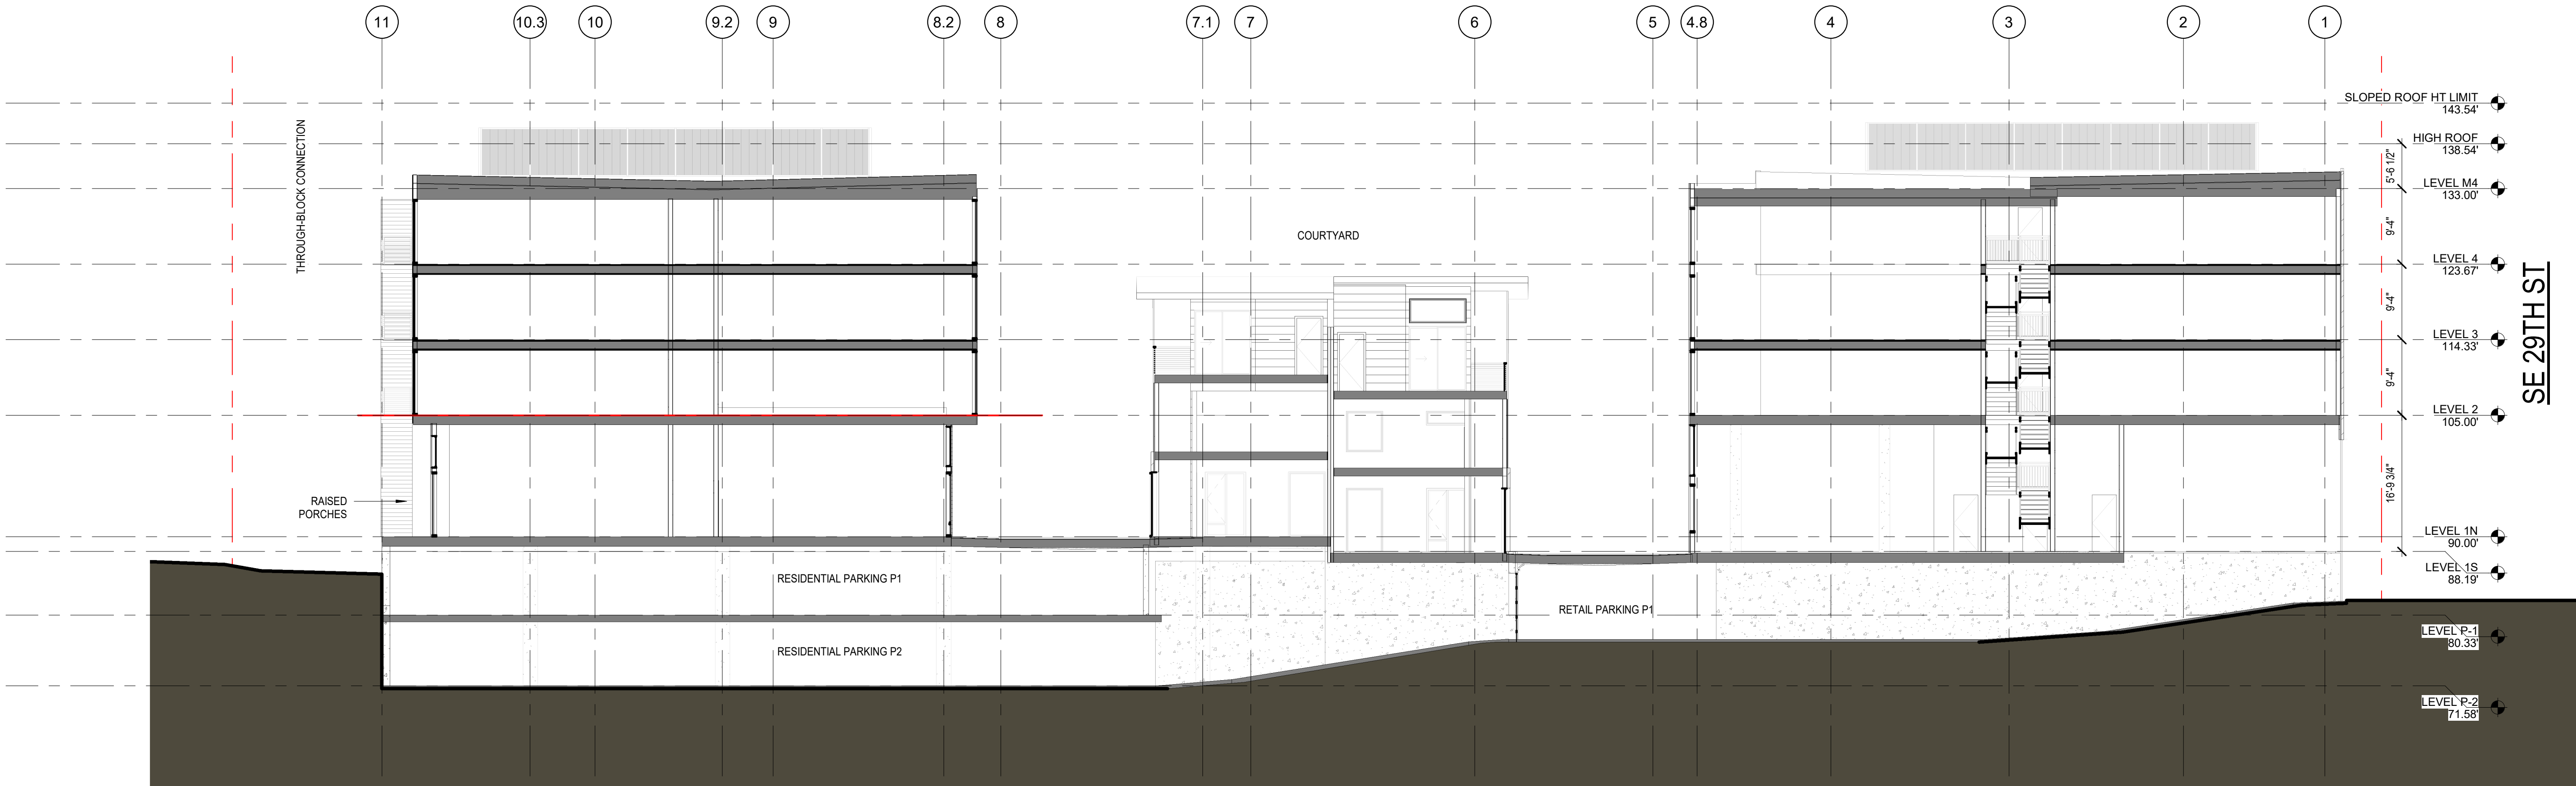 11
10.3
10
9.2
9
8.2
8
7.1
7
6
5
4.8
4
3
2
1
THROUGH-BLOCK CONNECTION
COURTYARD
RAISED
PORCHES
RESIDENTIAL PARKING P1
RESIDENTIAL PARKING P2
RETAIL PARKING P1
SLOPED ROOF HT LIMIT
143.54'
HIGH ROOF
138.54'
5'-6 1/2"
LEVEL M4
133.00'
9'-4"
LEVEL 4
123.67'
9'-4"
LEVEL 3
114.33'
9'-4"
LEVEL 2
105.00'
16'-9 3/4"
LEVEL 1N
90.00'
LEVEL 1S
88.19'
LEVEL P-1
80.33'
LEVEL P-2
71.58'
SE 29TH ST